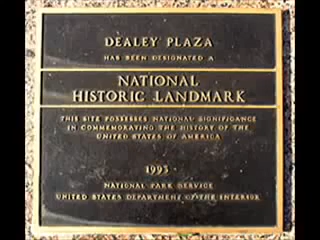 DEALEY PLAZA
HAS BEEN DESIGNATED A
NATIONAL
HISTORIC LANDMARK
THIS SITE POSSESSES NATIONAL SIGNIFICANCE
IN COMMEMORATING THE HISTORY OF THE
UNITED STATES OF AMERICA
1993
NATIONAL PARK SERVICE
UNITED STATES DEPARTMENT OF THE INTERIOR